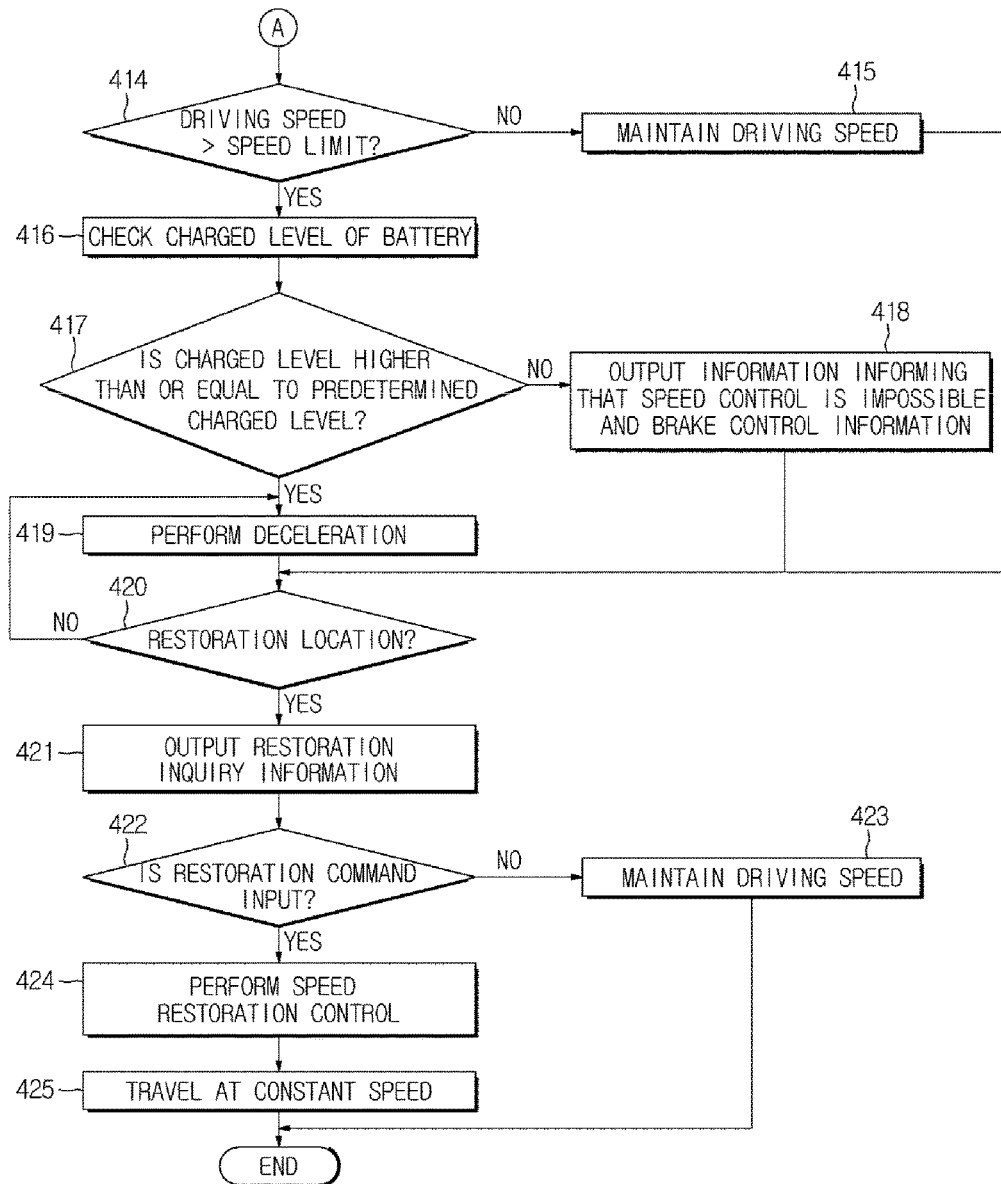 A
414
DRIVING SPEED
> SPEED LIMIT?
NO
415
MAINTAIN DRIVING SPEED
YES
416
CHECK CHARGED LEVEL OF BATTERY
417
IS CHARGED LEVEL HIGHER
THAN OR EQUAL TO PREDETERMINED
CHARGED LEVEL?
NO
418
OUTPUT INFORMATION INFORMING
THAT SPEED CONTROL IS IMPOSSIBLE
AND BRAKE CONTROL INFORMATION
YES
419
PERFORM DECELERATION
420
NO
RESTORATION LOCATION?
YES
421
OUTPUT RESTORATION
INQUIRY INFORMATION
422
IS RESTORATION COMMAND
INPUT?
NO
423
MAINTAIN DRIVING SPEED
YES
424
PERFORM SPEED
RESTORATION CONTROL
425
TRAVEL AT CONSTANT SPEED
END